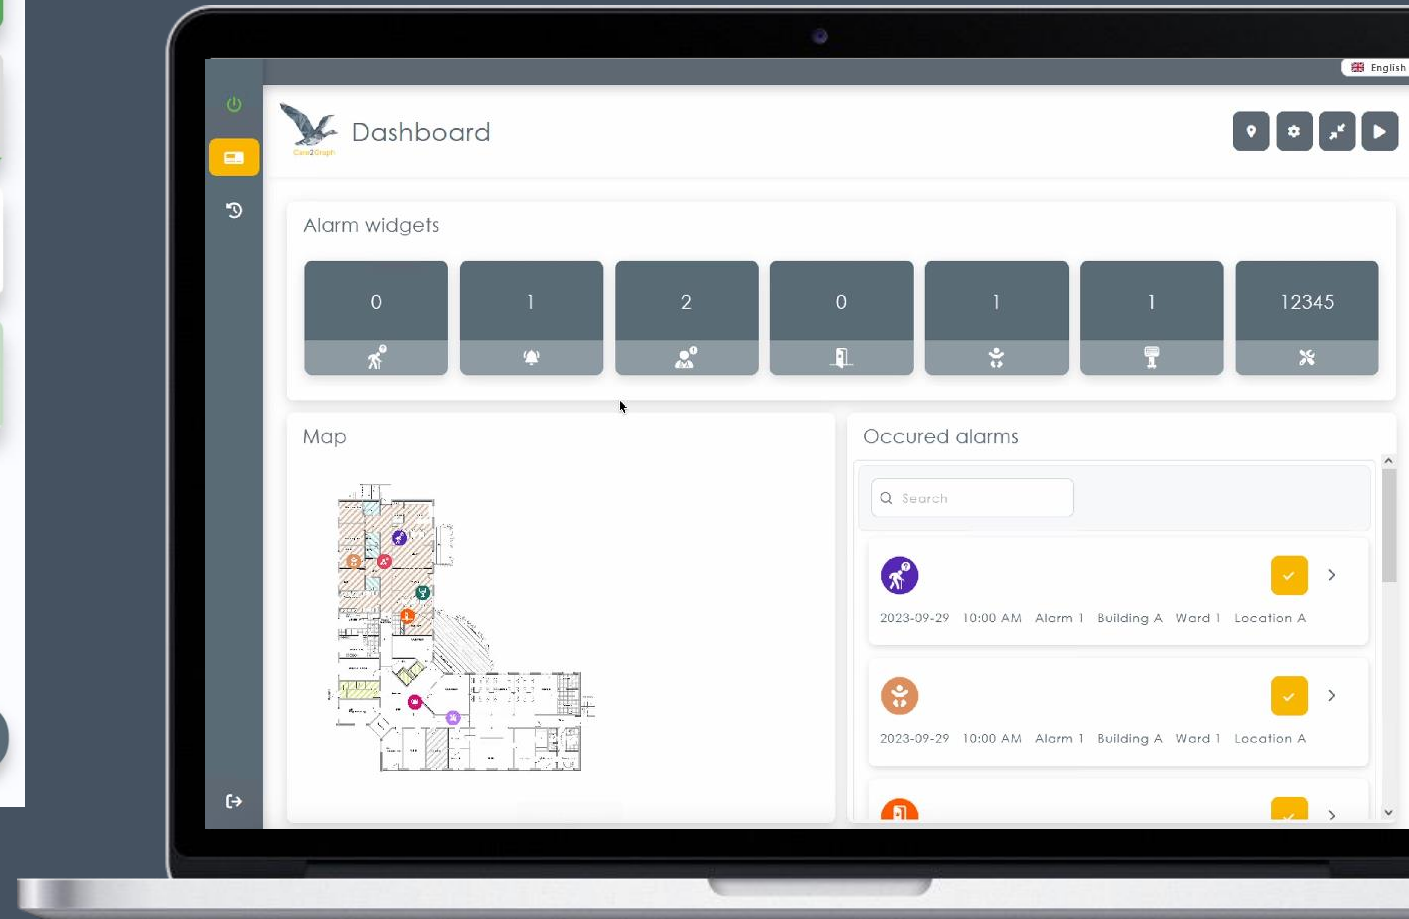 English
Care2Graph
Dashboard
Alarm widgets
0 1 2 0 1 1 12345
Map
Occured alarms
Search
2023-09-29 10:00 AM Alarm 1 Building A Ward 1 Location A
2023-09-29 10:00 AM Alarm 1 Building A Ward 1 Location A